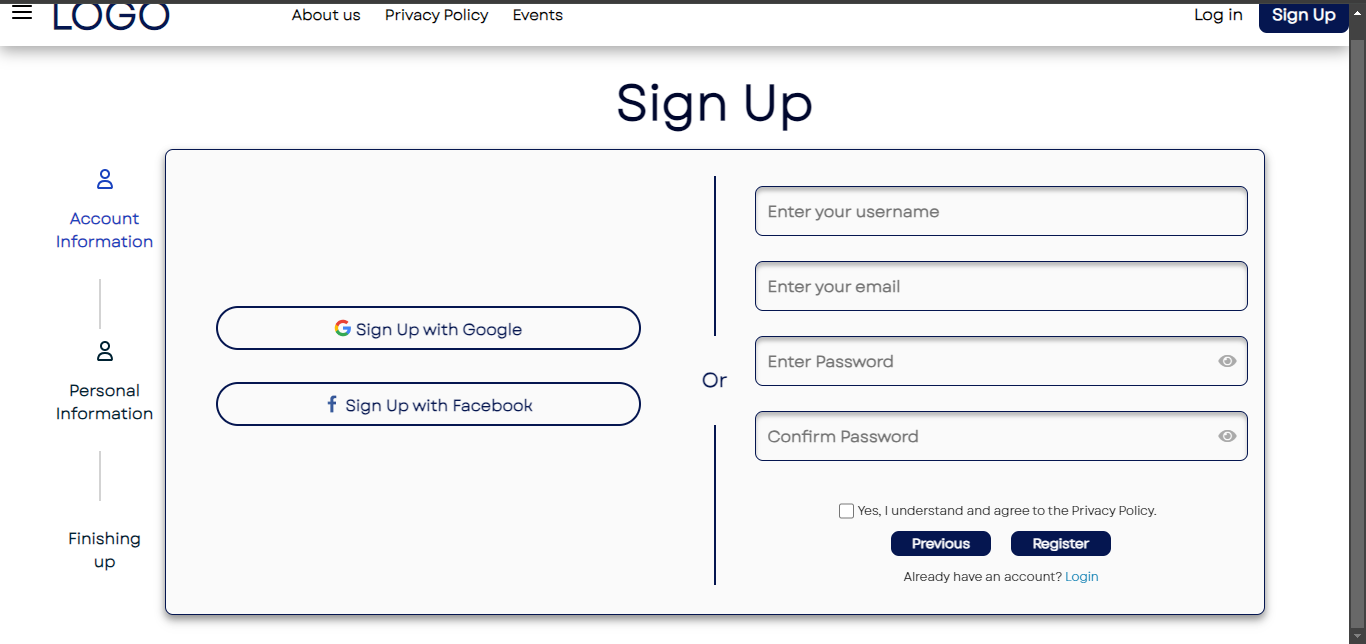 LOGO
About us
Privacy Policy
Events
Log in
Sign Up
Sign Up
Account
Information
Personal
Information
Finishing
up
Sign Up with Google
Sign Up with Facebook
Or
Enter your username
Enter your email
Enter Password
Confirm Password
Yes, I understand and agree to the Privacy Policy.
Previous
Register
Already have an account? Login